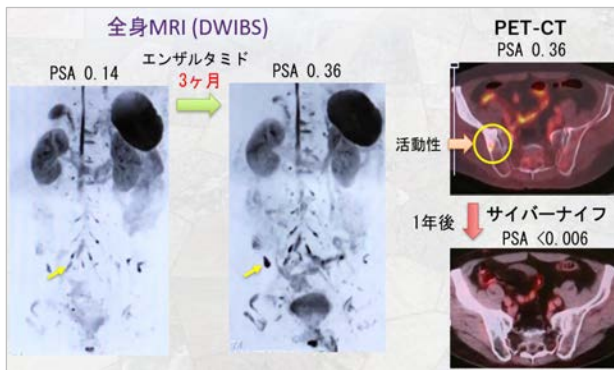 全身MRI (DWIBS)
PET-CT
PSA 0.14
エンザルタミド
3ヶ月
PSA 0.36
PSA 0.36
活動性
1年後
サイバーナイフ
PSA <0.006